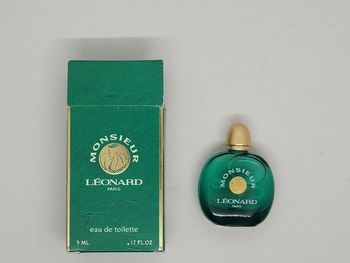 MONSIEUR
LÉONARD
PARIS
eau de toilette
5 ML .17 FL.OZ
MONSIEUR
LÉONARD
PARIS